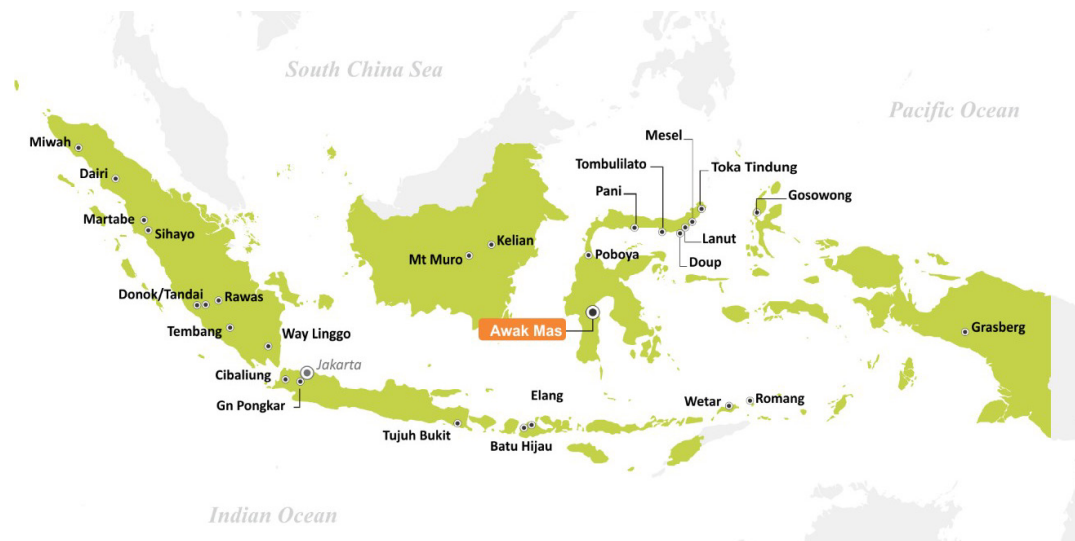 South China Sea
Pacific Ocean
Mesel
Miwah
Tombulilato
Toka Tindung
Dairi
Pani
Gosowong
Martabe
Sihayo
Kelian
Lanut
Mt Muro
Poboya
Doup
Donok/Tandai
Rawas
Tembang
Way Linggo
Awak Mas
Grasberg
Jakarta
Cibaliung
Elang
Wetar
Romang
Gn Pongkar
Tujuh Bukit
Batu Hijau
Indian Ocean